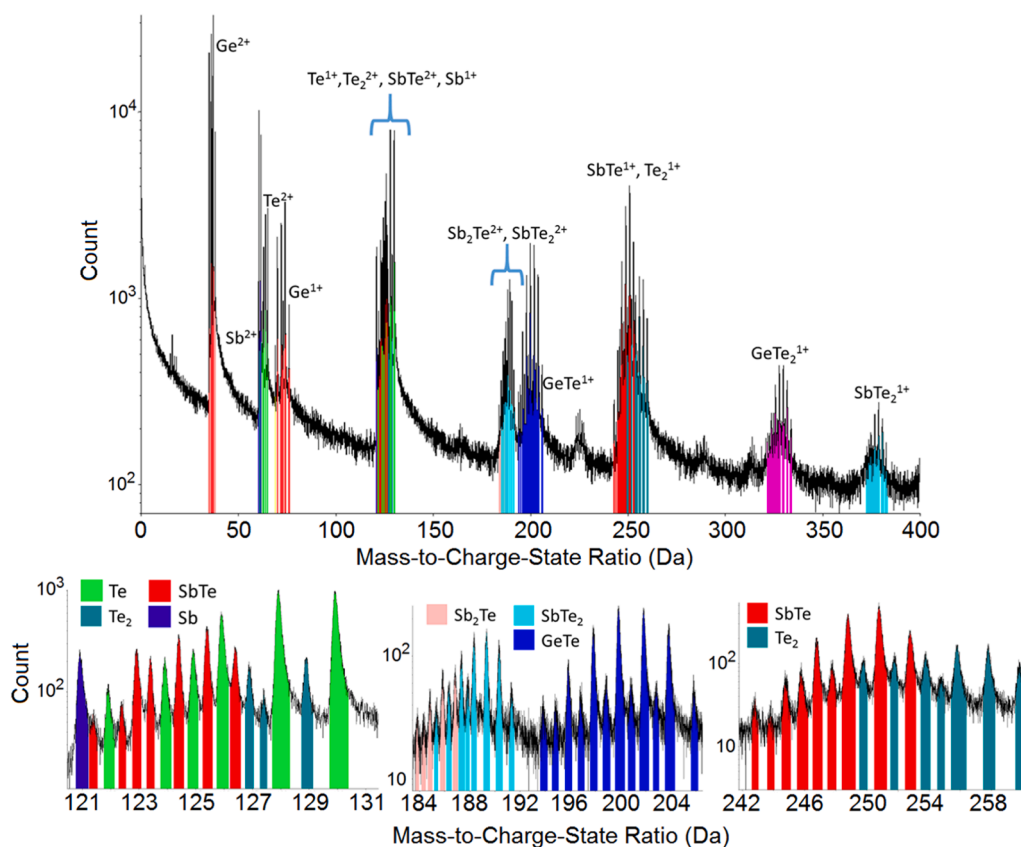 Ge²⁺
Te¹⁺,Te₂²⁺, SbTe²⁺, Sb¹⁺
10⁴
SbTe¹⁺, Te₂¹⁺
Te²⁺
Sb₂Te²⁺, SbTe₂²⁺
Count
Ge¹⁺
10³
Sb²⁺
GeTe¹⁺
GeTe₂¹⁺
SbTe₂¹⁺
10²
0 50 100 150 200 250 300 350 400
Mass-to-Charge-State Ratio (Da)
10³
Te SbTe
Te₂ Sb
Count
10²
121 123 125 127 129 131
Sb₂Te SbTe₂
GeTe
10²
10
184 188 192 196 200 204
SbTe
Te₂
10²
10
242 246 250 254 258
Mass-to-Charge-State Ratio (Da)